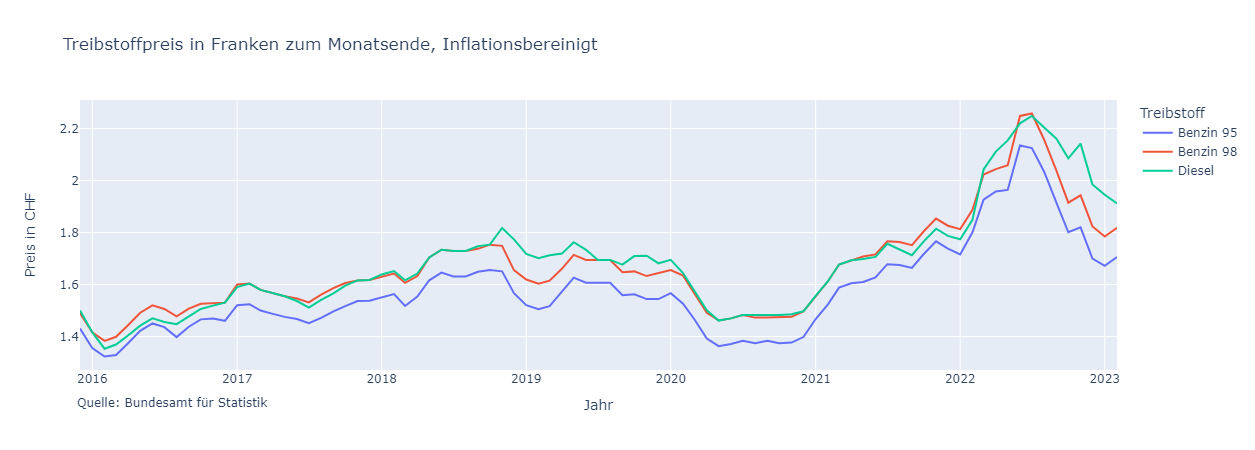 Treibstoffpreis in Franken zum Monatsende, Inflationsbereinigt
Treibstoff
Benzin 95
Benzin 98
Diesel
Preis in CHF
2.2
2
1.8
1.6
1.4
2016 2017 2018 2019 2020 2021 2022 2023
Quelle: Bundesamt für Statistik
Jahr